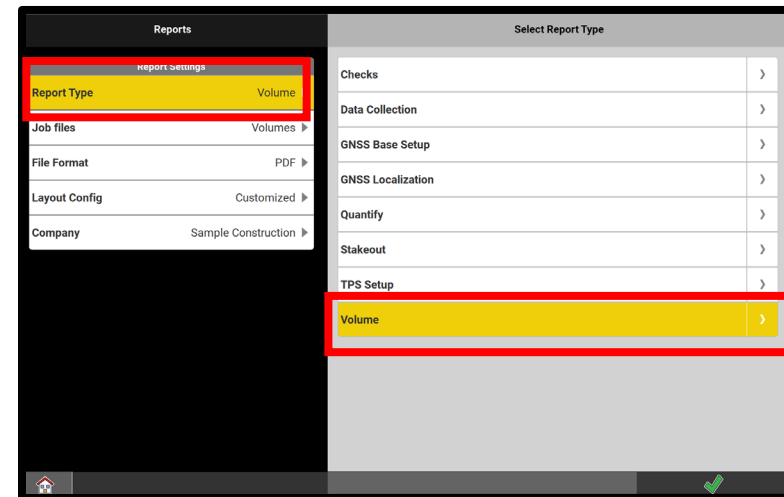 Reports
Select Report Type
Report Settings
Report Type Volume
Job files Volumes
File Format PDF
Layout Config Customized
Company Sample Construction
Checks
Data Collection
GNSS Base Setup
GNSS Localization
Quantify
Stakeout
TPS Setup
Volume